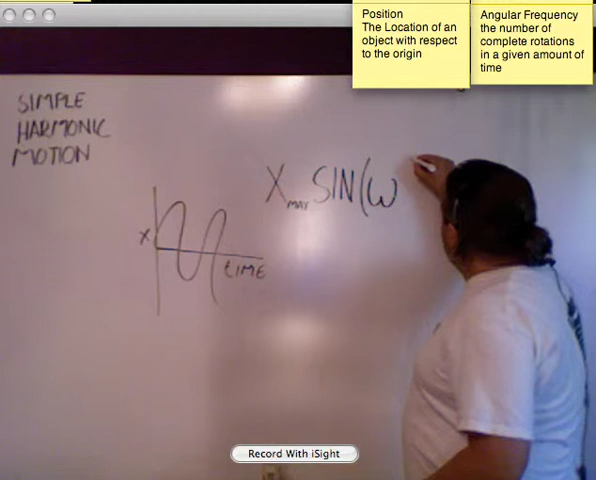 Position
The Location of an
object with respect
to the origin
Angular Frequency
the number of
complete rotations
in a given amount of
time
SIMPLE
HARMONIC
MOTION
X
TIME
XMAX SIN(ω
Record With iSight